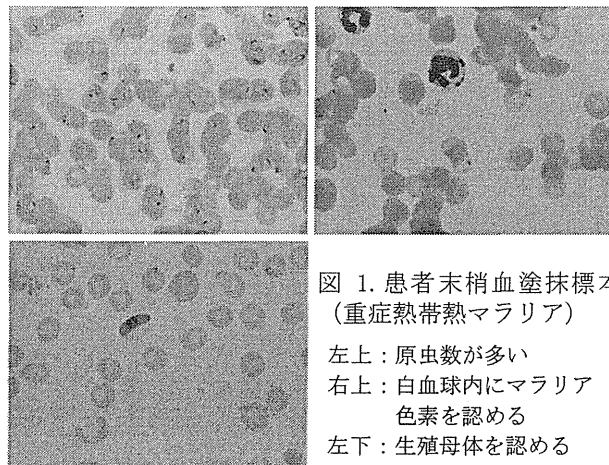 図 1. 患者末梢血塗抹標本
(重症熱帯熱マラリア)
左上：原虫数が多い
右上：白血球内にマラリア
色素を認める
左下：生殖母体を認める